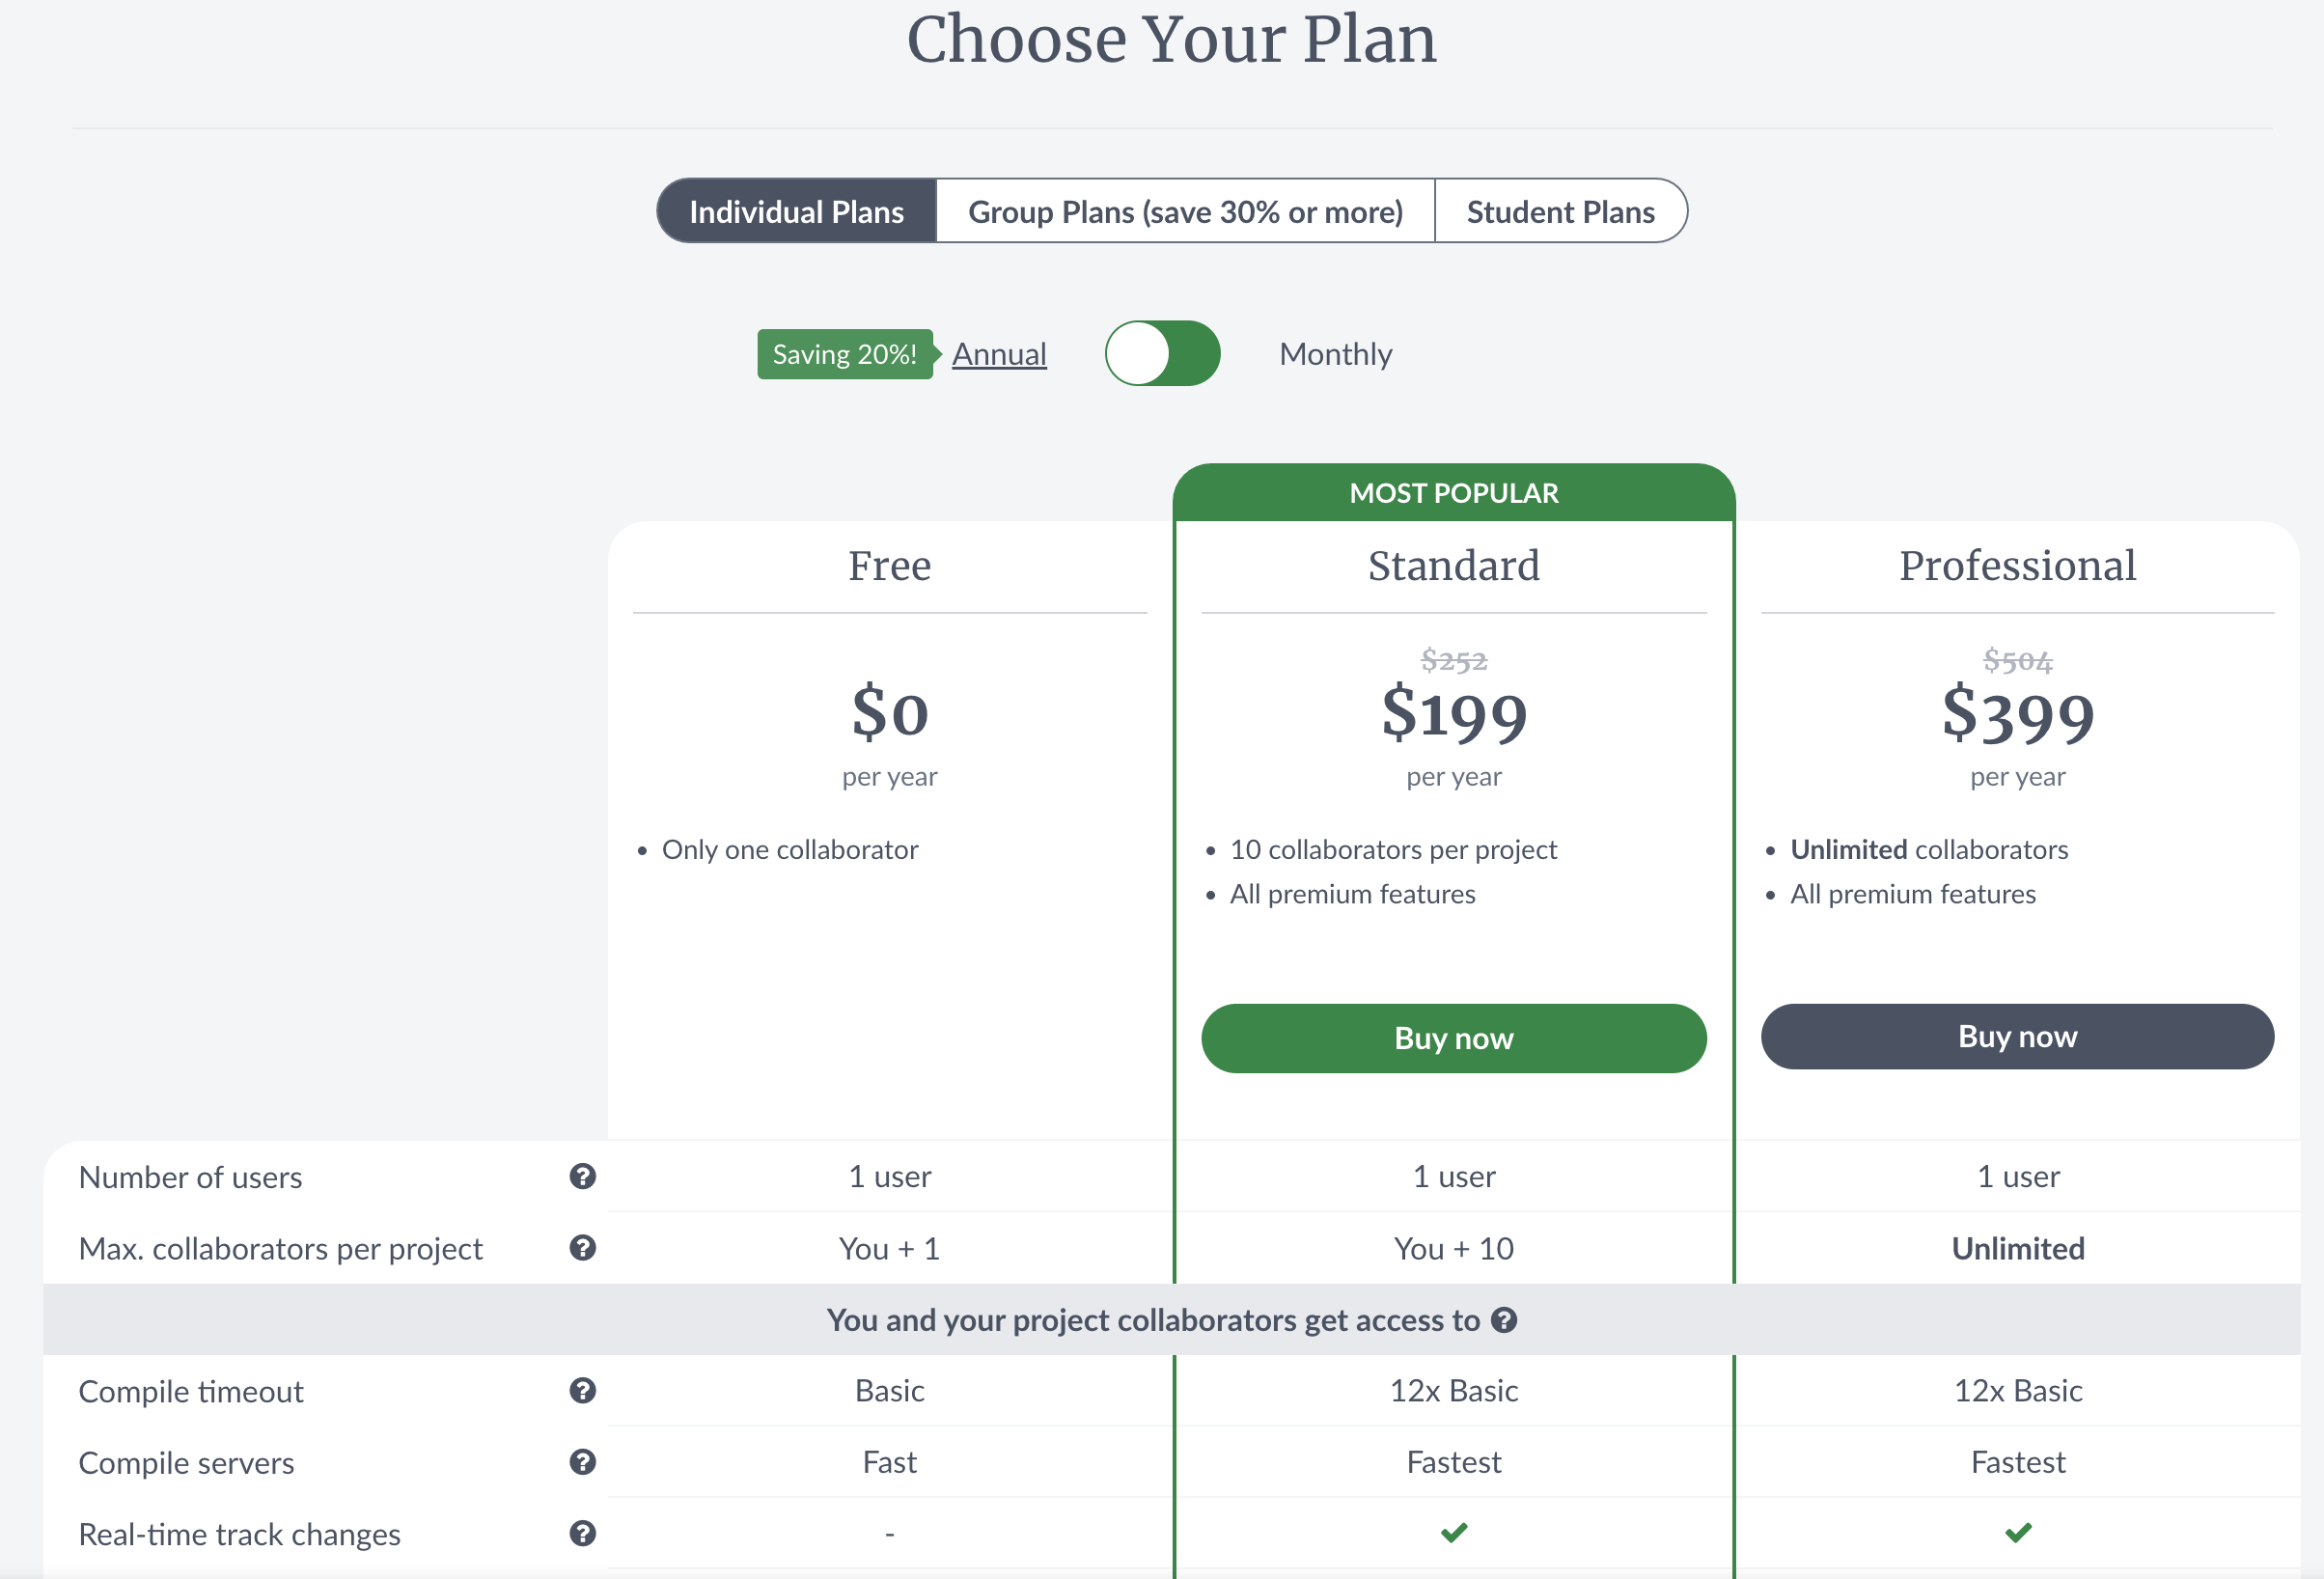 Choose Your Plan
Individual Plans
Group Plans (save 30% or more)
Student Plans
Saving 20%!
Annual
Monthly
MOST POPULAR
Free
$0
per year
• Only one collaborator
Standard
$252
$199
per year
• 10 collaborators per project
• All premium features
Buy now
Professional
$504
$399
per year
• Unlimited collaborators
• All premium features
Buy now
Number of users ? 1 user 1 user 1 user
Max. collaborators per project ? You + 1 You + 10 Unlimited
You and your project collaborators get access to ?
Compile timeout ? Basic 12x Basic 12x Basic
Compile servers ? Fast Fastest Fastest
Real-time track changes ? - ✔ ✔